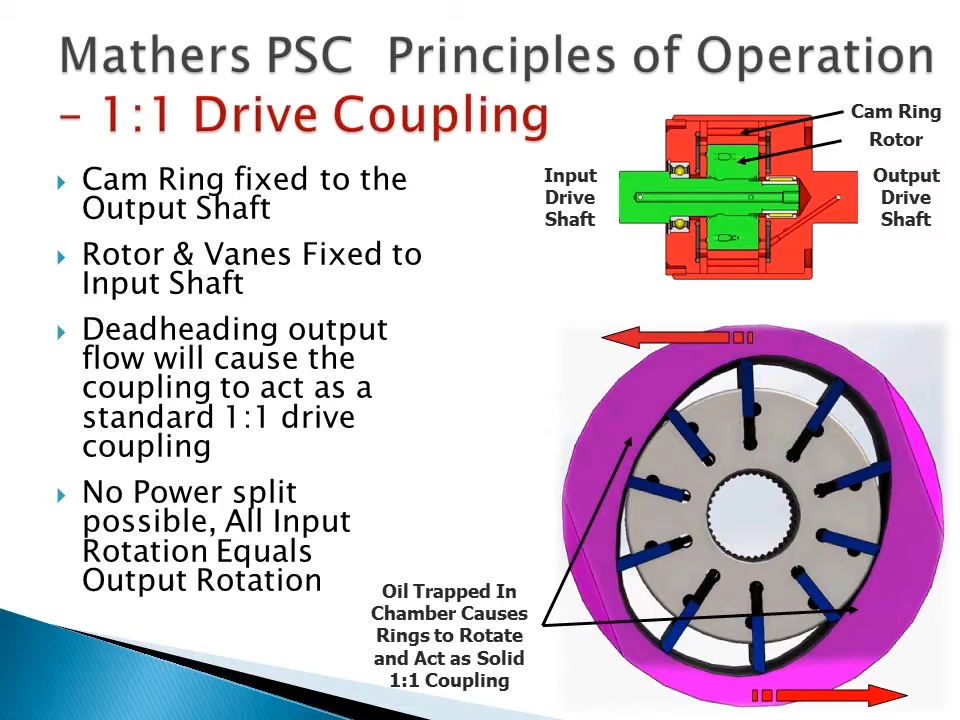 Mathers PSC  Principles of Operation
– 1:1 Drive Coupling
Cam Ring fixed to the
Output Shaft
Rotor & Vanes Fixed to
Input Shaft
Deadheading output
flow will cause the
coupling to act as a
standard 1:1 drive
coupling
No Power split
possible, All Input
Rotation Equals
Output Rotation
Cam Ring
Rotor
Input
Drive
Shaft
Output
Drive
Shaft
Oil Trapped In
Chamber Causes
Rings to Rotate
and Act as Solid
1:1 Coupling